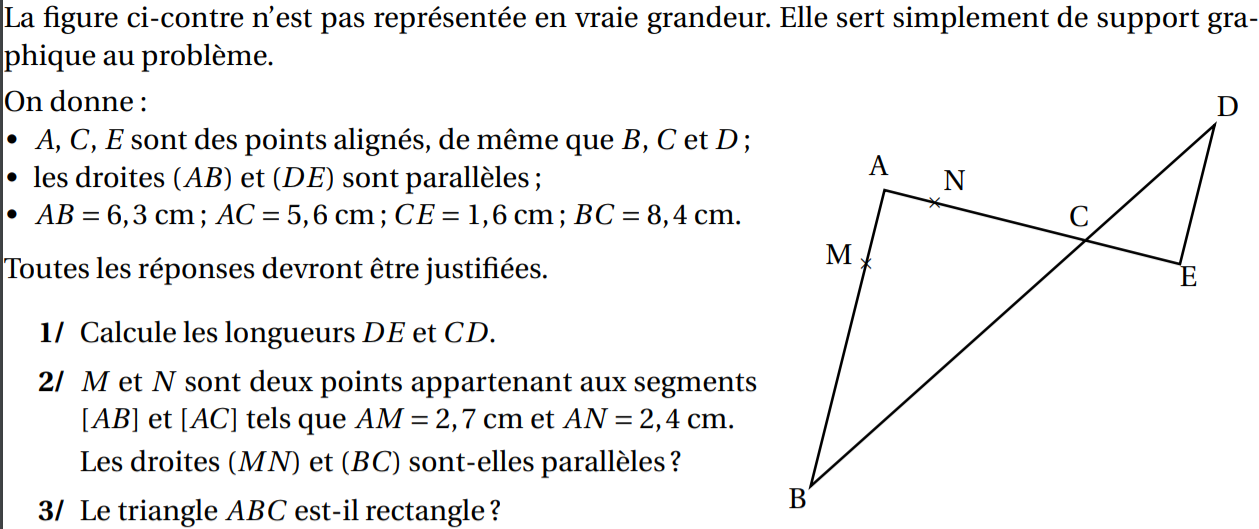 La figure ci-contre n’est pas représentée en vraie grandeur. Elle sert simplement de support gra-
phique au problème.
On donne :
• A, C, E sont des points alignés, de même que B, C et D ;
• les droites (AB) et (DE) sont parallèles ;
• AB = 6,3 cm ; AC = 5,6 cm ; CE = 1,6 cm ; BC = 8,4 cm.
Toutes les réponses devront être justifiées.
1/ Calcule les longueurs DE et CD.
2/ M et N sont deux points appartenant aux segments
[AB] et [AC] tels que AM = 2,7 cm et AN = 2,4 cm.
Les droites (MN) et (BC) sont-elles parallèles ?
3/ Le triangle ABC est-il rectangle ?
D
A
N
C
M
E
B